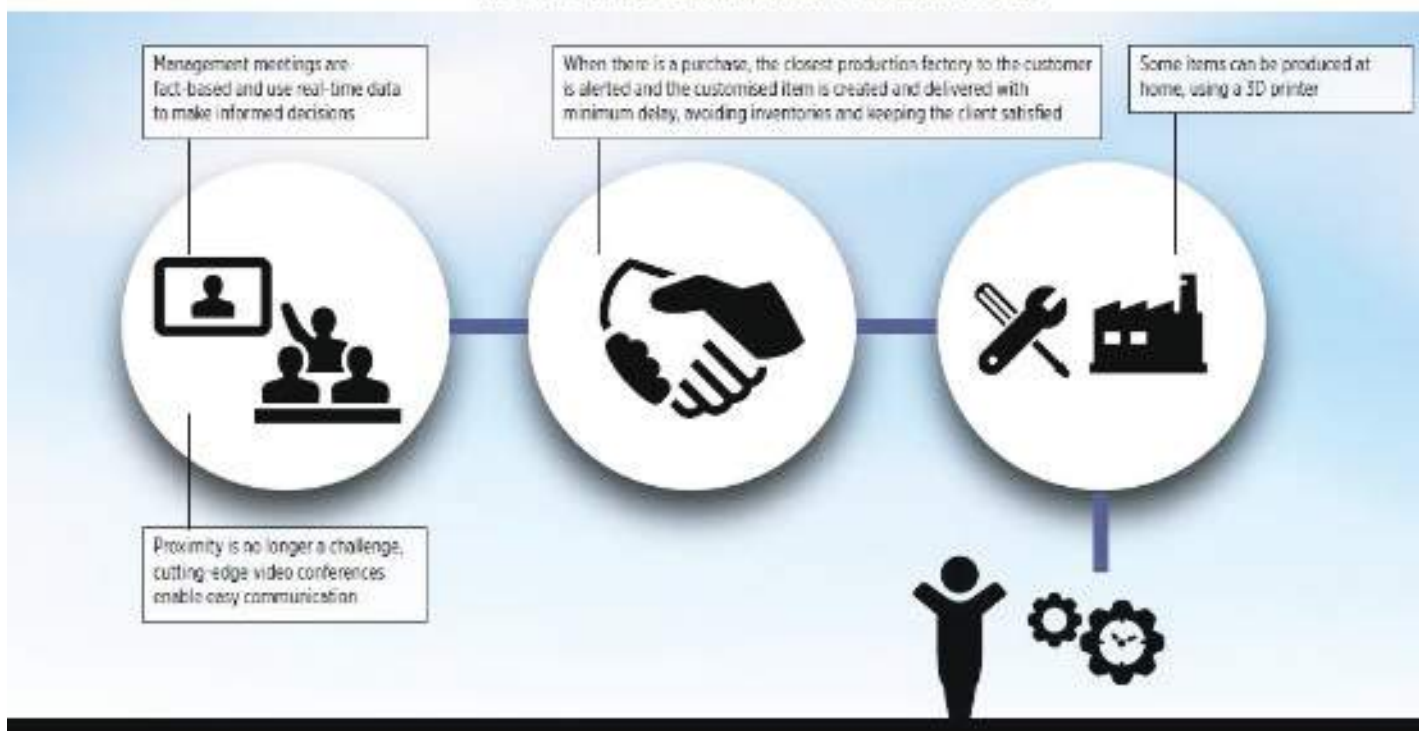 Management meetings are
fact-based and use real-time data
to make informed decisions
When there is a purchase, the closest production factory to the customer
is alerted and the customised item is created and delivered with
minimum delay, avoiding inventories and keeping the client satisfied
Some items can be produced at
home, using a 3D printer
Proximity is no longer a challenge,
cutting-edge video conferences
enable easy communication